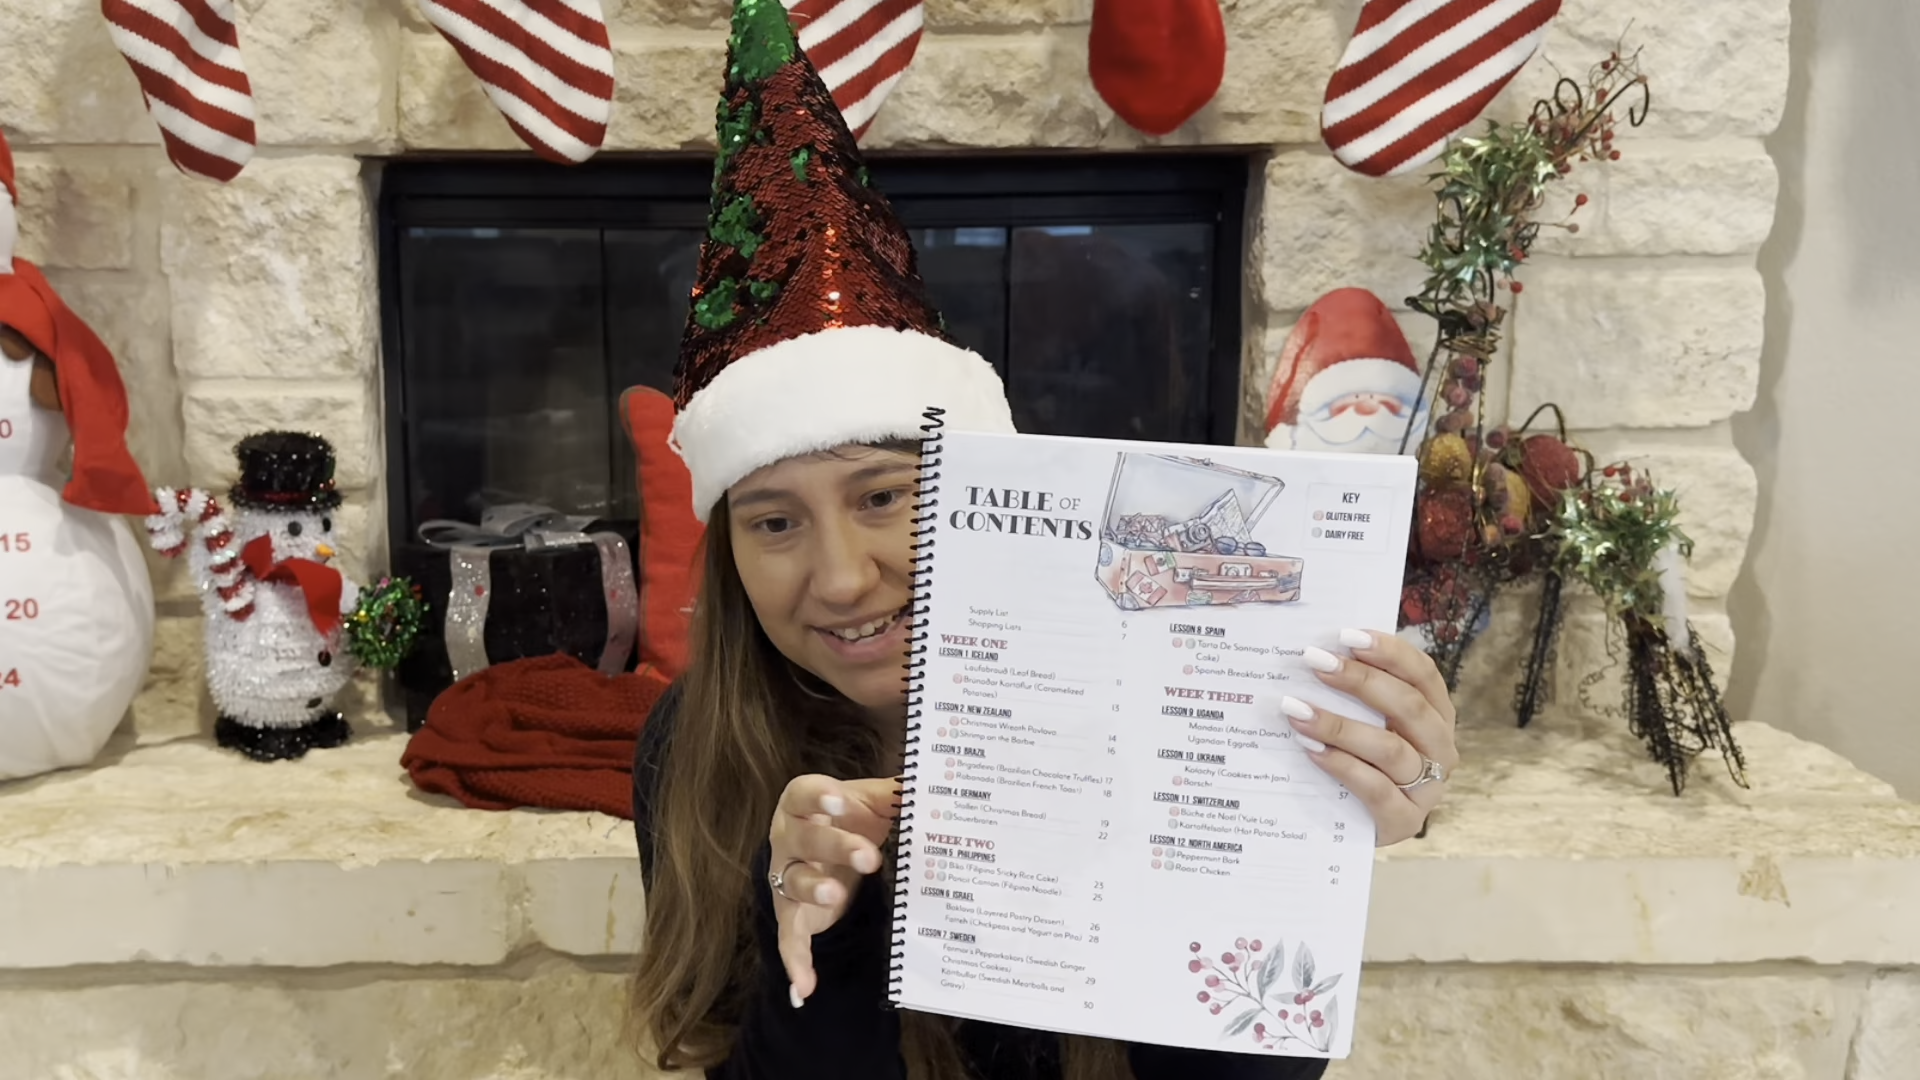 0
15
20
24
TABLE OF
CONTENTS
KEY
GLUTEN FREE
DAIRY FREE
Supply List 6
Shopping Lists 7
WEEK ONE
LESSON 1 ICELAND
Laufabrauð (Leaf Bread) 11
Brúnaðar Kartöflur (Caramelized
Potatoes) 13
LESSON 2 NEW ZEALAND
Christmas Wreath Pavlova 14
Shrimp on the Barbie 16
LESSON 3 BRAZIL
Brigadeiro (Brazilian Chocolate Truffles) 17
Rabanada (Brazilian French Toast) 18
LESSON 4 GERMANY
Stollen (Christmas Bread) 19
Sauerbraten 22
WEEK TWO
LESSON 5 PHILIPPINES
Biko (Filipino Sticky Rice Cake) 23
Pancit Canton (Filipino Noodle) 25
LESSON 6 ISRAEL
Baklava (Layered Pastry Dessert) 26
Fatteh (Chickpeas and Yogurt on Pita) 28
LESSON 7 SWEDEN
Farmor's Pepparkakors (Swedish Ginger
Christmas Cookies) 29
Köttbullar (Swedish Meatballs and
Gravy) 30
LESSON 8 SPAIN
Tarta De Santiago (Spanish
Cake)
Spanish Breakfast Skillet
WEEK THREE
LESSON 9 UGANDA
Mandazi (African Donuts)
Ugandan Eggrolls
LESSON 10 UKRAINE
Kolachy (Cookies with Jam)
Borscht 37
LESSON 11 SWITZERLAND
Bûche de Noël (Yule Log) 38
Kartoffelsalat (Hot Potato Salad) 39
LESSON 12 NORTH AMERICA
Peppermint Bark 40
Roast Chicken 41